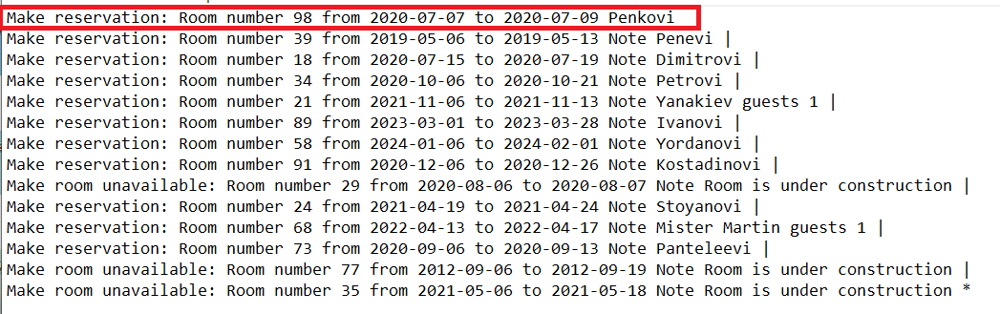 Make reservation: Room number 98 from 2020-07-07 to 2020-07-09 Penkovi
Make reservation: Room number 39 from 2019-05-06 to 2019-05-13 Note Penevi |
Make reservation: Room number 18 from 2020-07-15 to 2020-07-19 Note Dimitrovi |
Make reservation: Room number 34 from 2020-10-06 to 2020-10-21 Note Petrovi |
Make reservation: Room number 21 from 2021-11-06 to 2021-11-13 Note Yanakiev guests 1 |
Make reservation: Room number 89 from 2023-03-01 to 2023-03-28 Note Ivanovi |
Make reservation: Room number 58 from 2024-01-06 to 2024-02-01 Note Yordanovi |
Make reservation: Room number 91 from 2020-12-06 to 2020-12-26 Note Kostadinovi |
Make room unavailable: Room number 29 from 2020-08-06 to 2020-08-07 Note Room is under construction |
Make reservation: Room number 24 from 2021-04-19 to 2021-04-24 Note Stoyanovi |
Make reservation: Room number 68 from 2022-04-13 to 2022-04-17 Note Mister Martin guests 1 |
Make reservation: Room number 73 from 2020-09-06 to 2020-09-13 Note Panteleevi |
Make room unavailable: Room number 77 from 2012-09-06 to 2012-09-19 Note Room is under construction |
Make room unavailable: Room number 35 from 2021-05-06 to 2021-05-18 Note Room is under construction *